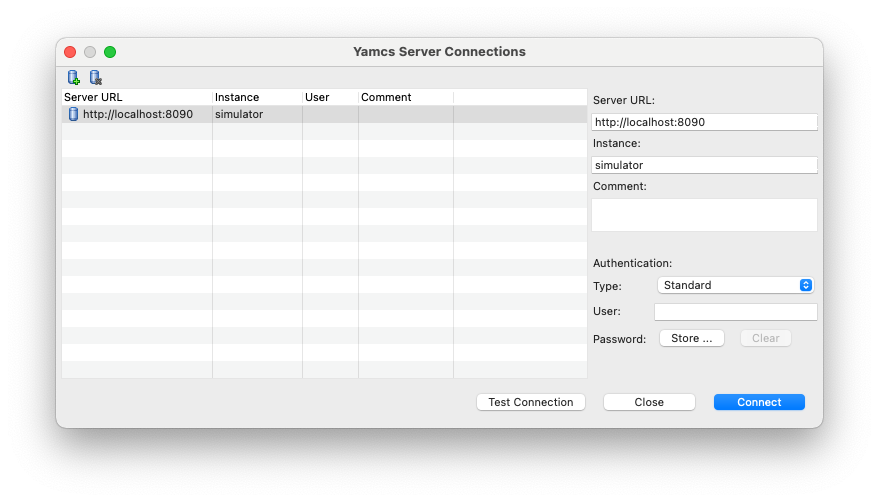 Yamcs Server Connections
Server URL Instance User Comment
http://localhost:8090 simulator
Server URL:
http://localhost:8090
Instance:
simulator
Comment:
Authentication:
Type: Standard
User:
Password: Store ... Clear
Test Connection Close Connect